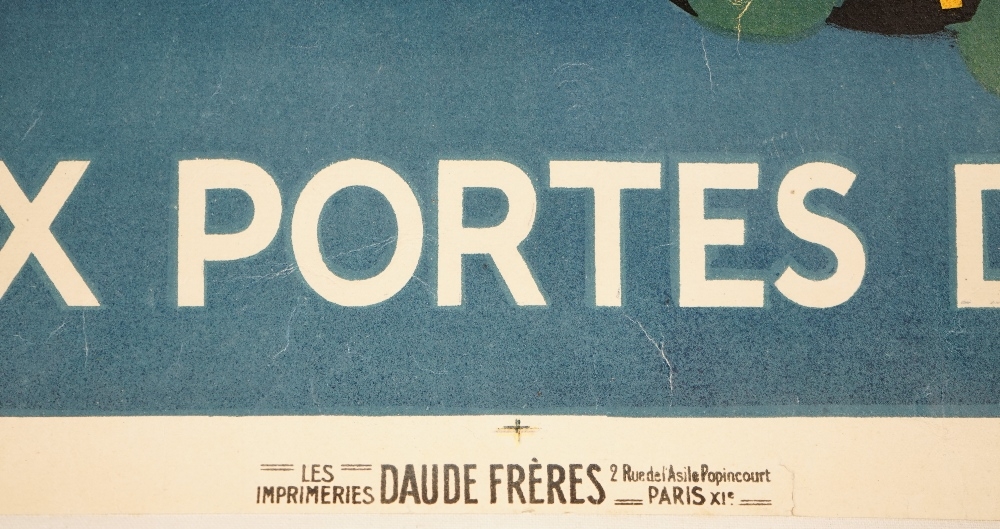 X PORTES D
LES IMPRIMERIES DAUDE FRÈRES 2 Rue de l'Asile Popincourt PARIS XIe